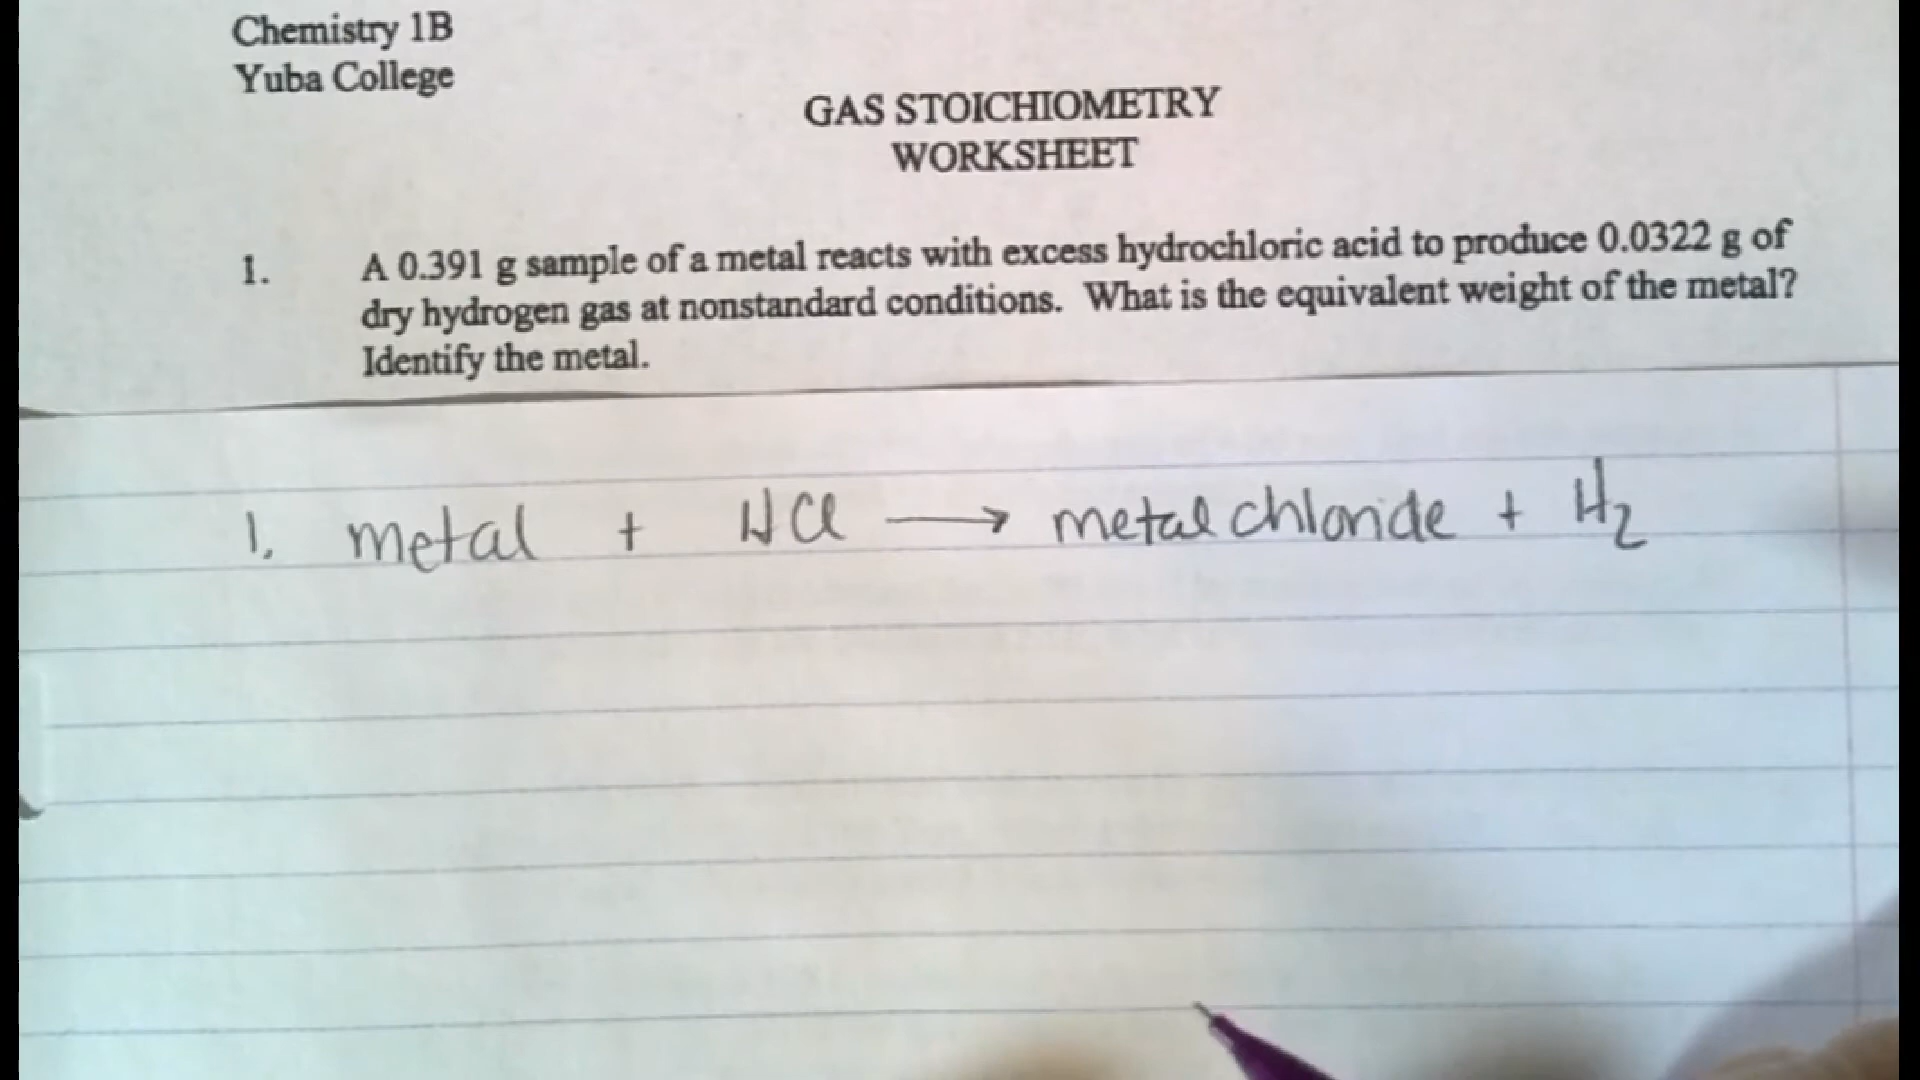 Chemistry 1B
Yuba College
GAS STOICHIOMETRY
WORKSHEET
1. A 0.391 g sample of a metal reacts with excess hydrochloric acid to produce 0.0322 g of
dry hydrogen gas at nonstandard conditions. What is the equivalent weight of the metal?
Identify the metal.
1. metal + HCl → metal chloride + H₂